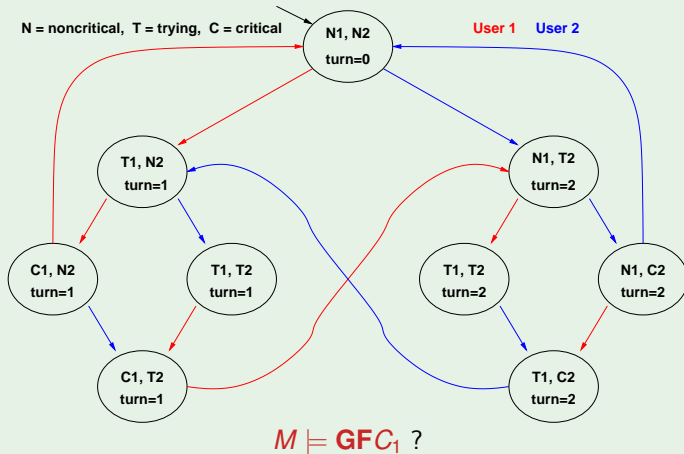 N = noncritical, T = trying, C = critical
User 1 User 2
N1, N2
turn=0
T1, N2
turn=1
N1, T2
turn=2
C1, N2
turn=1
T1, T2
turn=1
T1, T2
turn=2
N1, C2
turn=2
C1, T2
turn=1
T1, C2
turn=2
M ⊨ GFC₁ ?